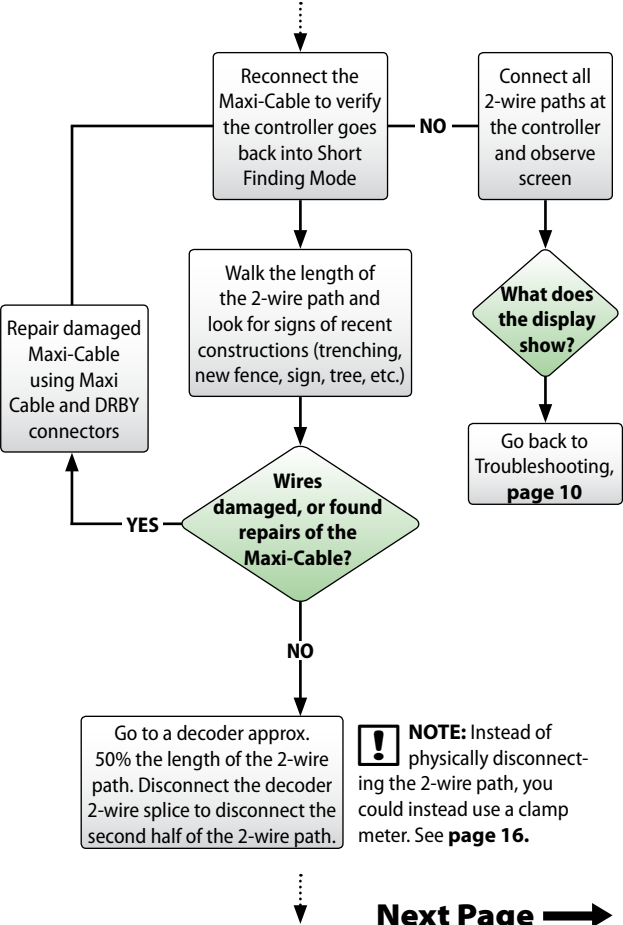 Reconnect the
Maxi-Cable to verify
the controller goes
back into Short
Finding Mode
NO
Connect all
2-wire paths at
the controller
and observe
screen
Walk the length of
the 2-wire path and
look for signs of recent
constructions (trenching,
new fence, sign, tree, etc.)
What does
the display
show?
Repair damaged
Maxi-Cable
using Maxi
Cable and DRBY
connectors
Go back to
Troubleshooting,
page 10
Wires
damaged, or found
repairs of the
Maxi-Cable?
YES
NO
Go to a decoder approx.
50% the length of the 2-wire
path. Disconnect the decoder
2-wire splice to disconnect the
second half of the 2-wire path.
! NOTE: Instead of
physically disconnect-
ing the 2-wire path, you
could instead use a clamp
meter. See page 16.
Next Page